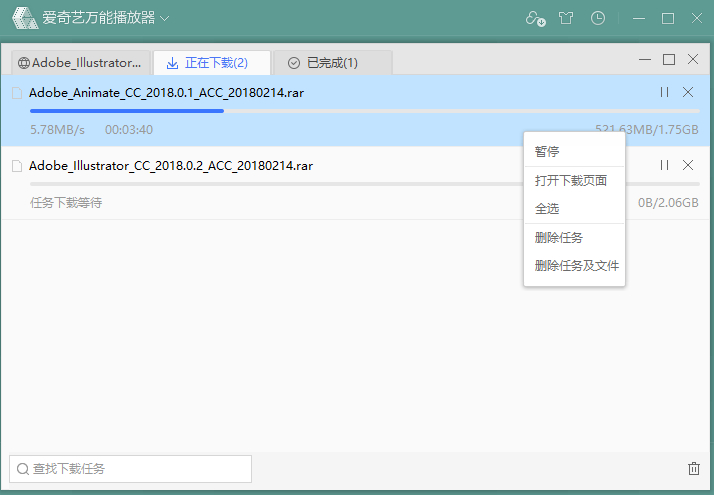 爱奇艺万能播放器
Adobe_Illustrator... 正在下载(2) 已完成(1)
Adobe_Animate_CC_2018.0.1_ACC_20180214.rar
5.78MB/s 00:03:40 521.63MB/1.75GB
暂停
Adobe_Illustrator_CC_2018.0.2_ACC_20180214.rar
打开下载页面
任务下载等待 0B/2.06GB
全选
删除任务
删除任务及文件
查找下载任务